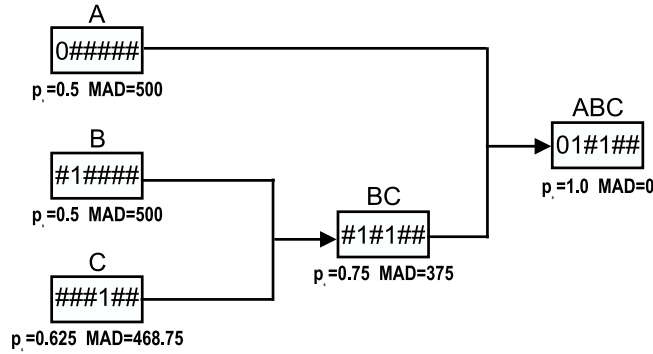 A
0#####
p.=0.5 MAD=500
B
#1####
p.=0.5 MAD=500
C
###1##
p.=0.625 MAD=468.75
BC
#1#1##
p.=0.75 MAD=375
ABC
01#1##
p.=1.0 MAD=0